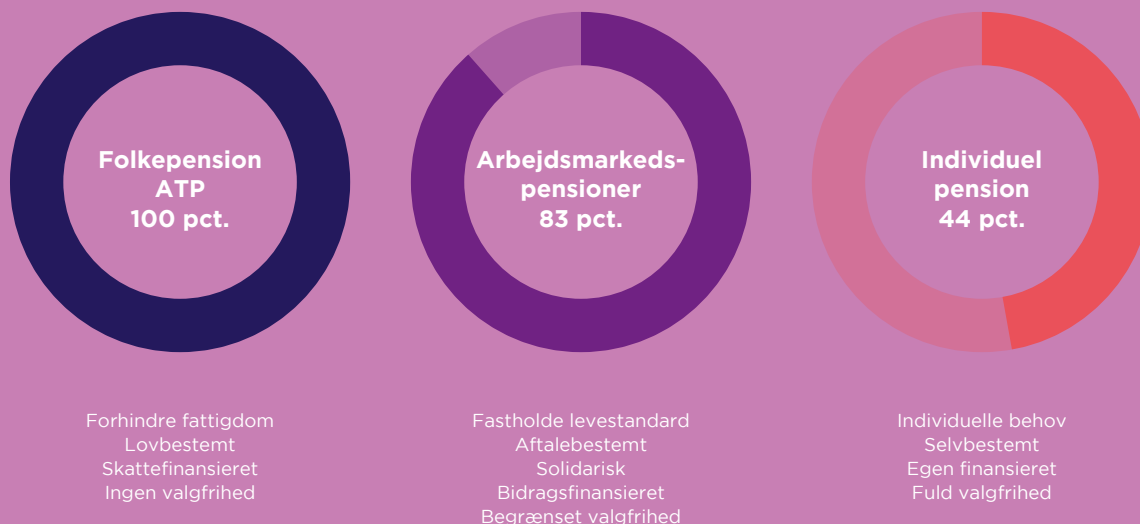 Folkepension
ATP
100 pct.
Arbejdsmarkeds-
pensioner
83 pct.
Individuel
pension
44 pct.
Forhindre fattigdom
Lovbestemt
Skattefinansieret
Ingen valgfrihed
Fastholde levestandard
Aftalebestemt
Solidarisk
Bidragsfinansieret
Begrænset valgfrihed
Individuelle behov
Selvbestemt
Egen finansieret
Fuld valgfrihed